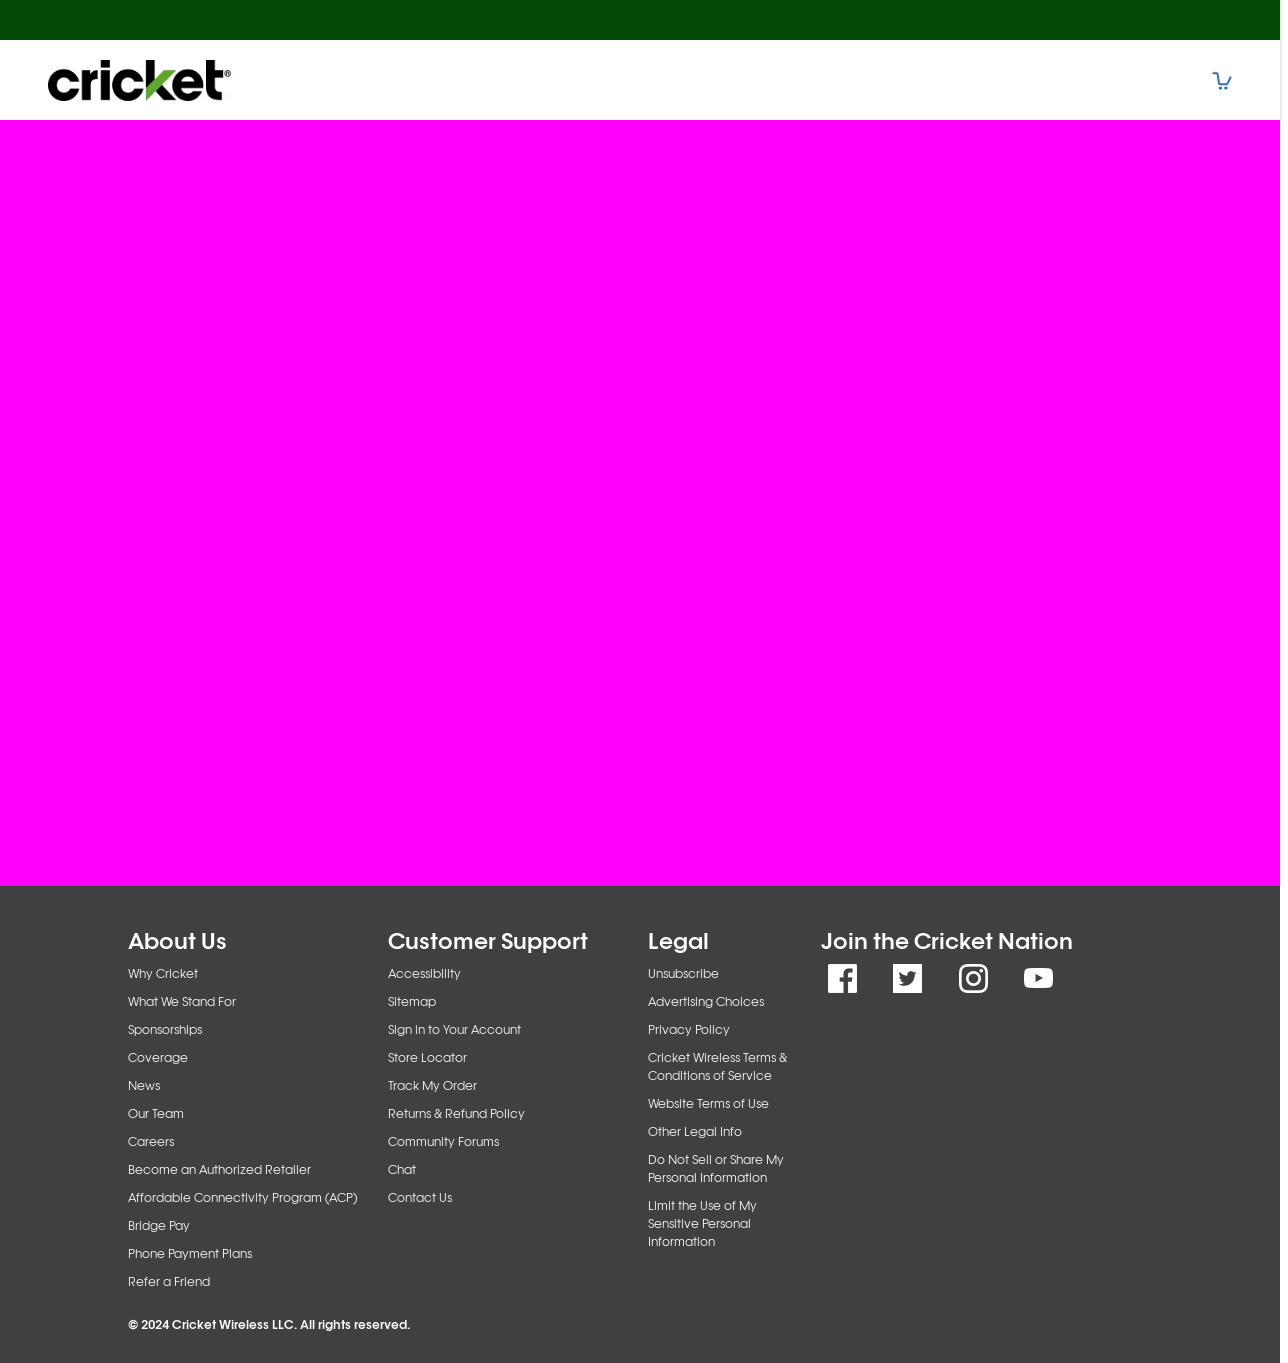 cricket®
About Us
Why Cricket
What We Stand For
Sponsorships
Coverage
News
Our Team
Careers
Become an Authorized Retailer
Affordable Connectivity Program (ACP)
Bridge Pay
Phone Payment Plans
Refer a Friend
Customer Support
Accessibility
Sitemap
Sign in to Your Account
Store Locator
Track My Order
Returns & Refund Policy
Community Forums
Chat
Contact Us
Legal
Unsubscribe
Advertising Choices
Privacy Policy
Cricket Wireless Terms &
Conditions of Service
Website Terms of Use
Other Legal Info
Do Not Sell or Share My
Personal Information
Limit the Use of My
Sensitive Personal
Information
Join the Cricket Nation
© 2024 Cricket Wireless LLC. All rights reserved.